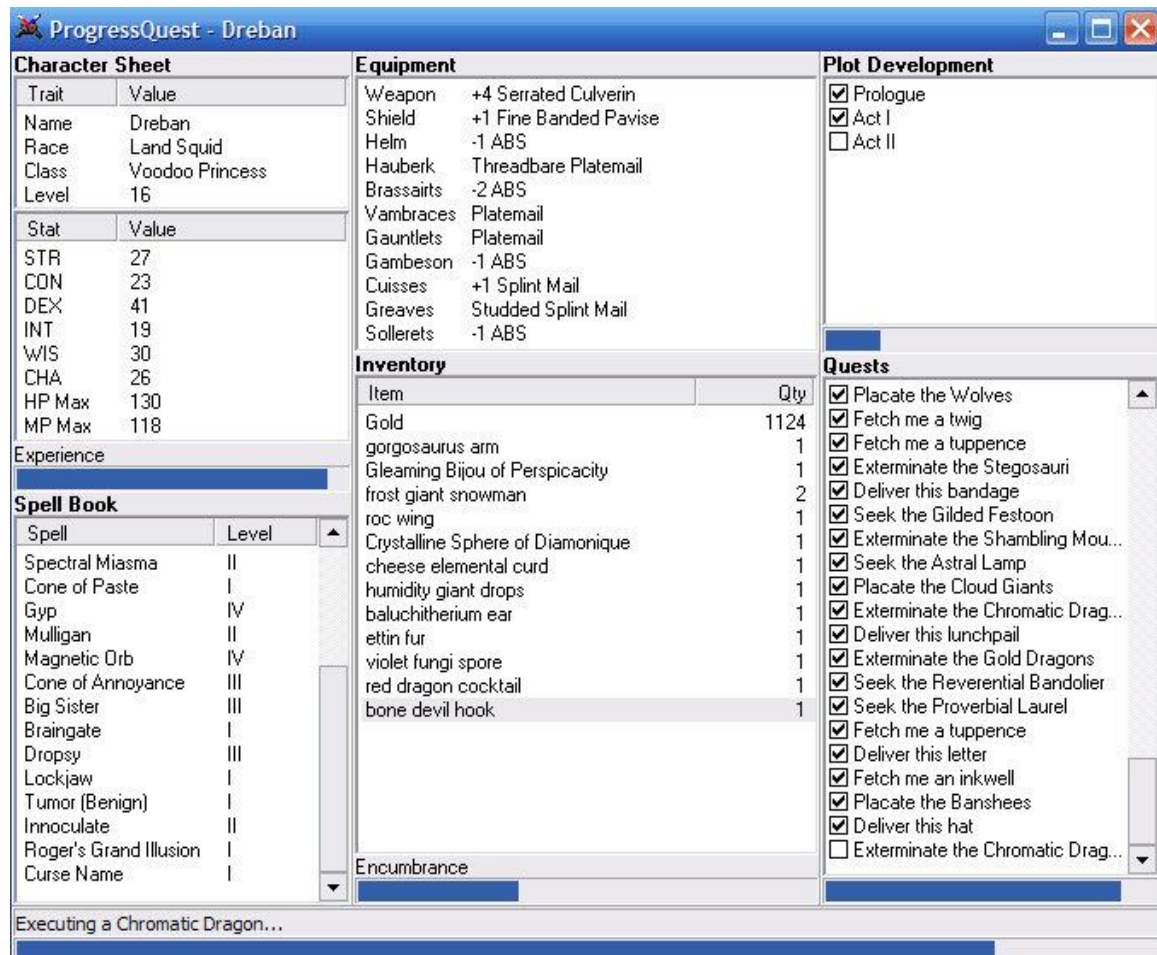 ProgressQuest - Dreban
Character Sheet
Trait Value
Name Dreban
Race Land Squid
Class Voodoo Princess
Level 16
Stat Value
STR 27
CON 23
DEX 41
INT 19
WIS 30
CHA 26
HP Max 130
MP Max 118
Experience
Spell Book
Spell Level
Spectral Miasma II
Cone of Paste I
Gyp IV
Mulligan II
Magnetic Orb IV
Cone of Annoyance III
Big Sister III
Braingate I
Dropsy III
Lockjaw I
Tumor (Benign) I
Innoculate II
Roger's Grand Illusion I
Curse Name I
Equipment
Weapon +4 Serrated Culverin
Shield +1 Fine Banded Pavise
Helm -1 ABS
Hauberk Threadbare Platemail
Brassairts -2 ABS
Vambraces Platemail
Gauntlets Platemail
Gambeson -1 ABS
Cuisses +1 Splint Mail
Greaves Studded Splint Mail
Sollerets -1 ABS
Inventory
Item Qty
Gold 1124
gorgosaurus arm 1
Gleaming Bijou of Perspicacity 1
frost giant snowman 2
roc wing 1
Crystalline Sphere of Diamonique 1
cheese elemental curd 1
humidity giant drops 1
baluchitherium ear 1
ettin fur 1
violet fungi spore 1
red dragon cocktail 1
bone devil hook 1
Encumbrance
Plot Development
Prologue
Act I
Act II
Quests
Placate the Wolves
Fetch me a twig
Fetch me a tuppence
Exterminate the Stegosauri
Deliver this bandage
Seek the Gilded Festoon
Exterminate the Shambling Mou...
Seek the Astral Lamp
Placate the Cloud Giants
Exterminate the Chromatic Drag...
Deliver this lunchpail
Exterminate the Gold Dragons
Seek the Reverential Bandolier
Seek the Proverbial Laurel
Fetch me a tuppence
Deliver this letter
Fetch me an inkwell
Placate the Banshees
Deliver this hat
Exterminate the Chromatic Drag...
Executing a Chromatic Dragon...